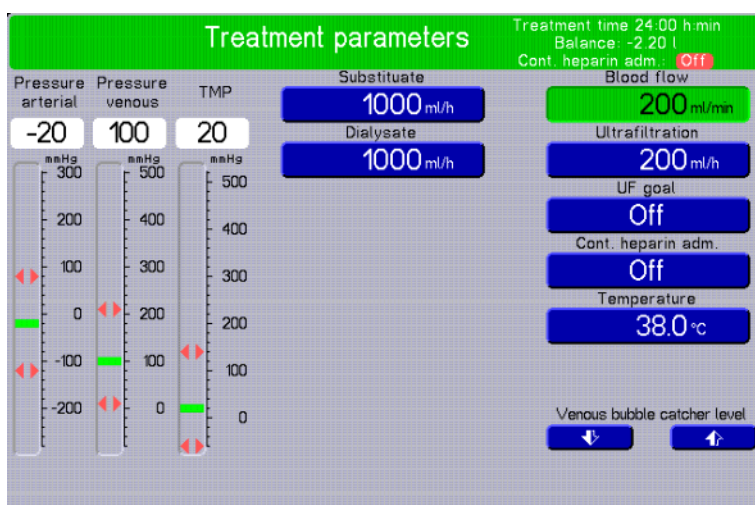 Treatment parameters
Treatment time 24:00 h:min
Balance: -2.20 l
Cont. heparin adm.: Off
Pressure arterial
Pressure venous
TMP
-20
100
20
mmHg
300
200
100
0
-100
-200
mmHg
500
400
300
200
100
0
mmHg
500
400
300
200
100
0
Substituate
1000 ml/h
Dialysate
1000 ml/h
Blood flow
200 ml/min
Ultrafiltration
200 ml/h
UF goal
Off
Cont. heparin adm.
Off
Temperature
38.0 °C
Venous bubble catcher level